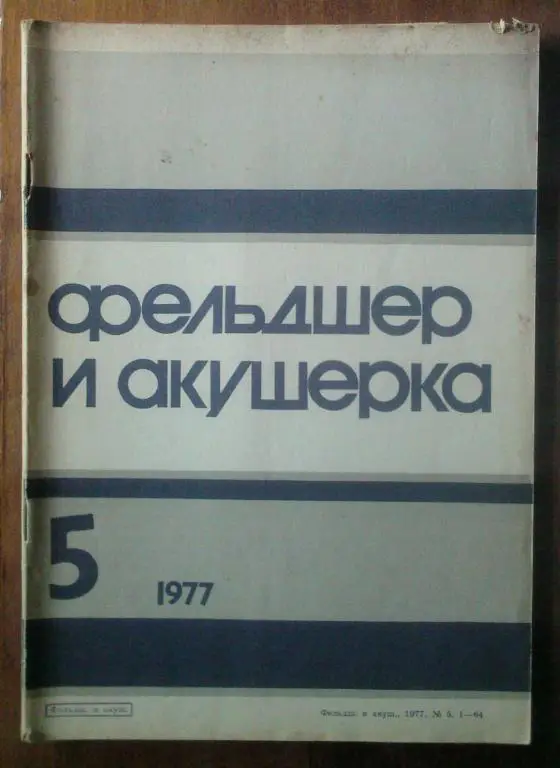 фельдшер
и акушерка
5
1977
Фельдш. и акуш.
Фельдш. и акуш., 1977, № 5, 1—64